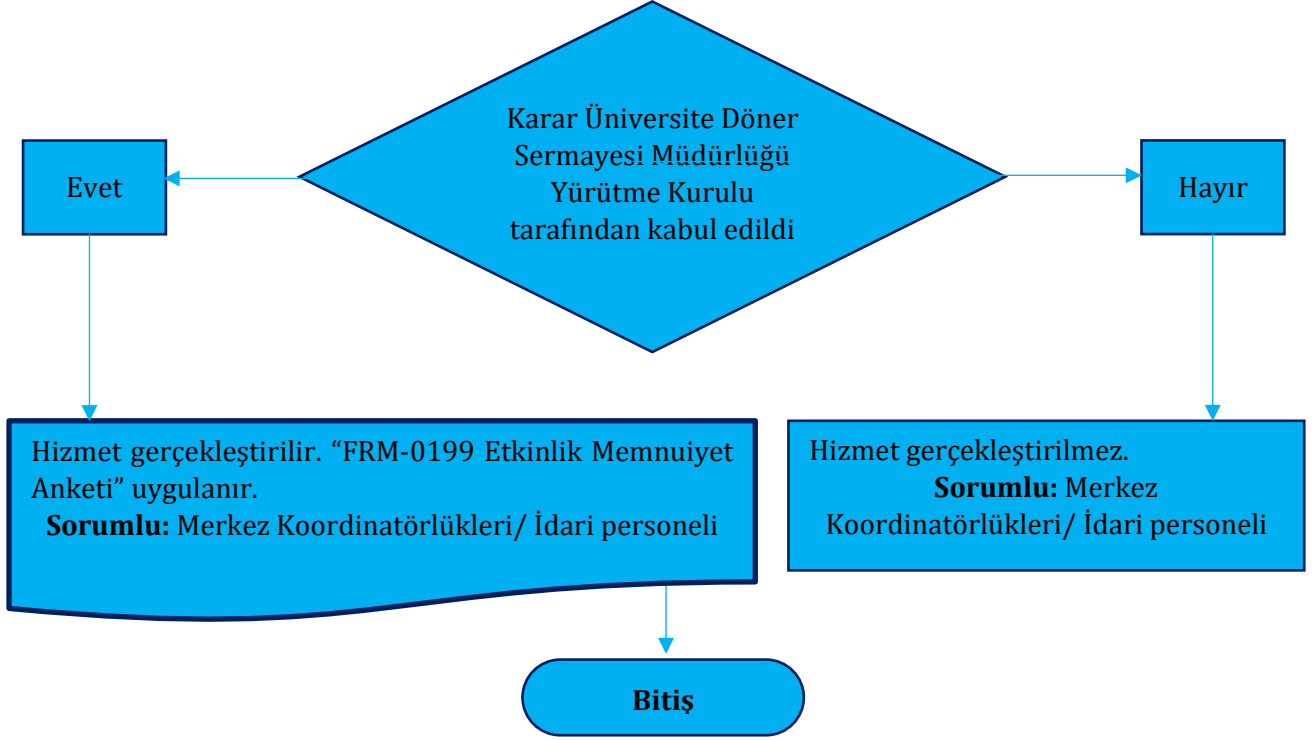 Karar Üniversite Döner
Sermayesi Müdürlüğü
Yürütme Kurulu
tarafından kabul edildi
Evet
Hayır
Hizmet gerçekleştirilir. “FRM-0199 Etkinlik Memnuiyet
Anketi” uygulanır.
Sorumlu: Merkez Koordinatörlükleri/ İdari personeli
Hizmet gerçekleştirilmez.
Sorumlu: Merkez
Koordinatörlükleri/ İdari personeli
Bitiş